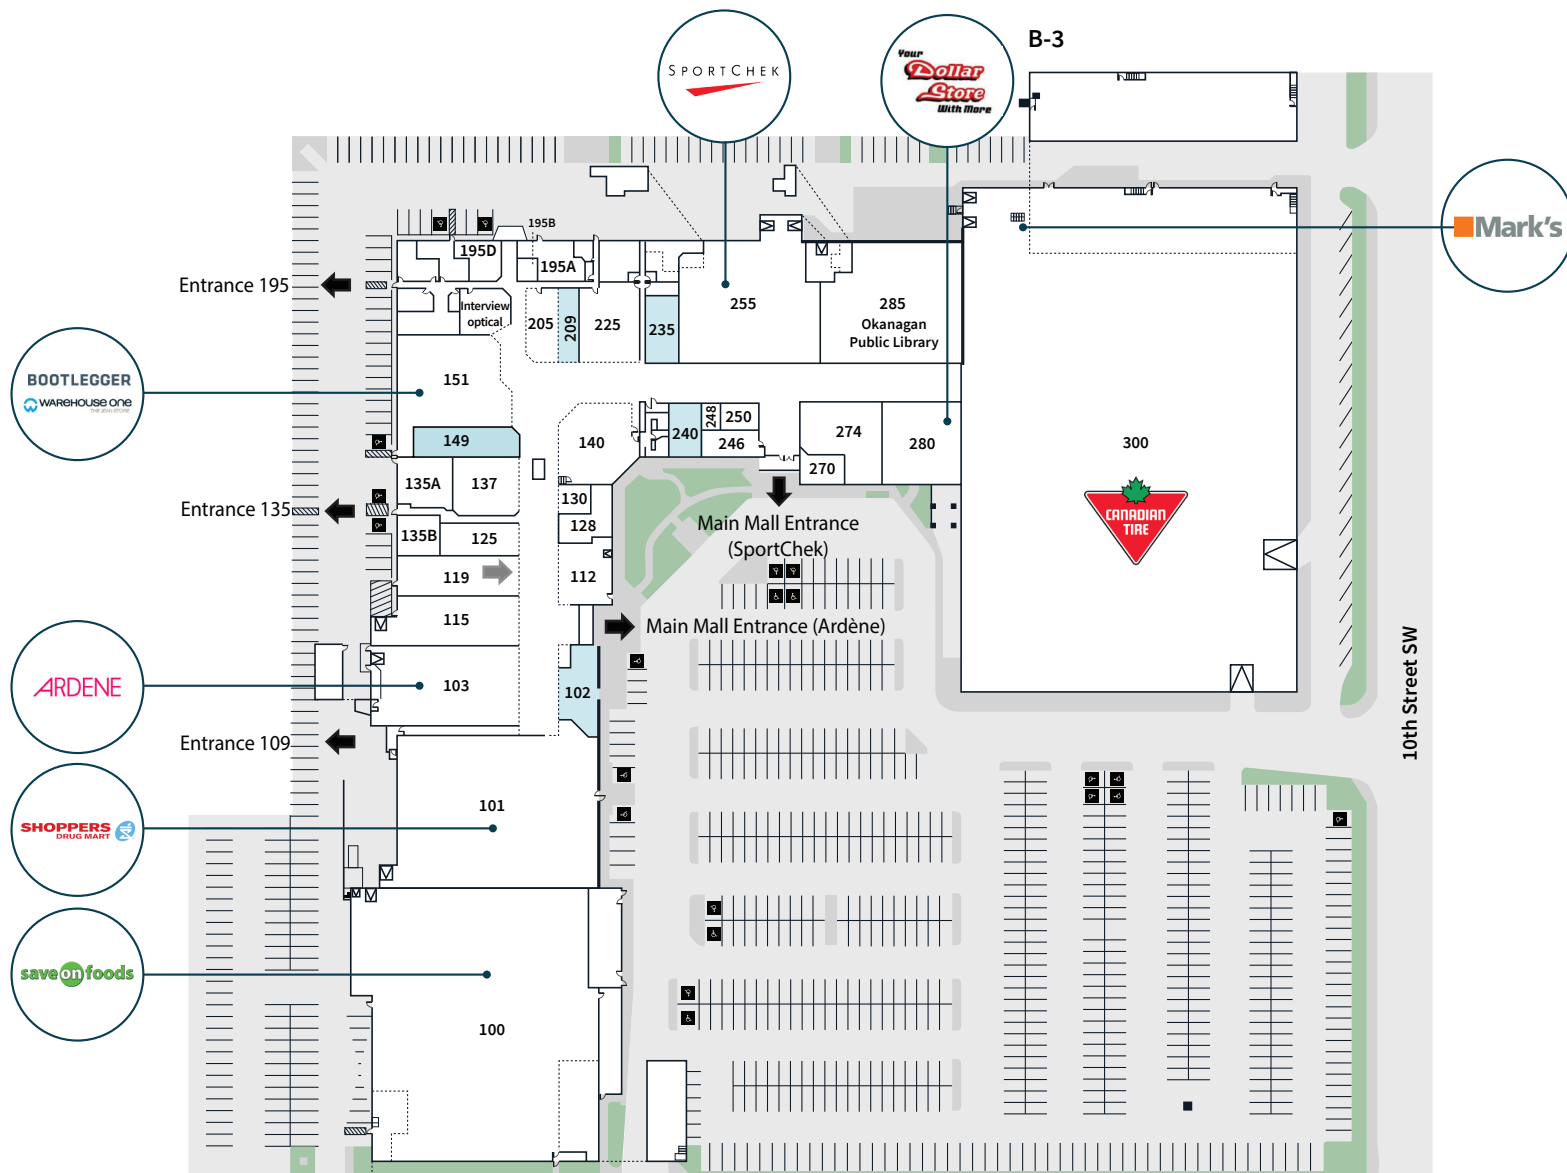 B-3
SPORTCHEK
Your
Dollar
Store
With More
Mark's
195B
195D
195A
Entrance 195
Interview
optical
205
209
225
235
255
285
Okanagan
Public Library
BOOTLEGGER
WAREHOUSE ONE
THE JEAN STORE
151
149
140
240
248
250
246
274
280
270
300
135A
137
130
Entrance 135
135B
125
128
Main Mall Entrance
(SportChek)
CANADIAN
TIRE
119
112
115
Main Mall Entrance (Ardène)
ARDENE
103
102
Entrance 109
10th Street SW
101
SHOPPERS
DRUG MART
save on foods
100